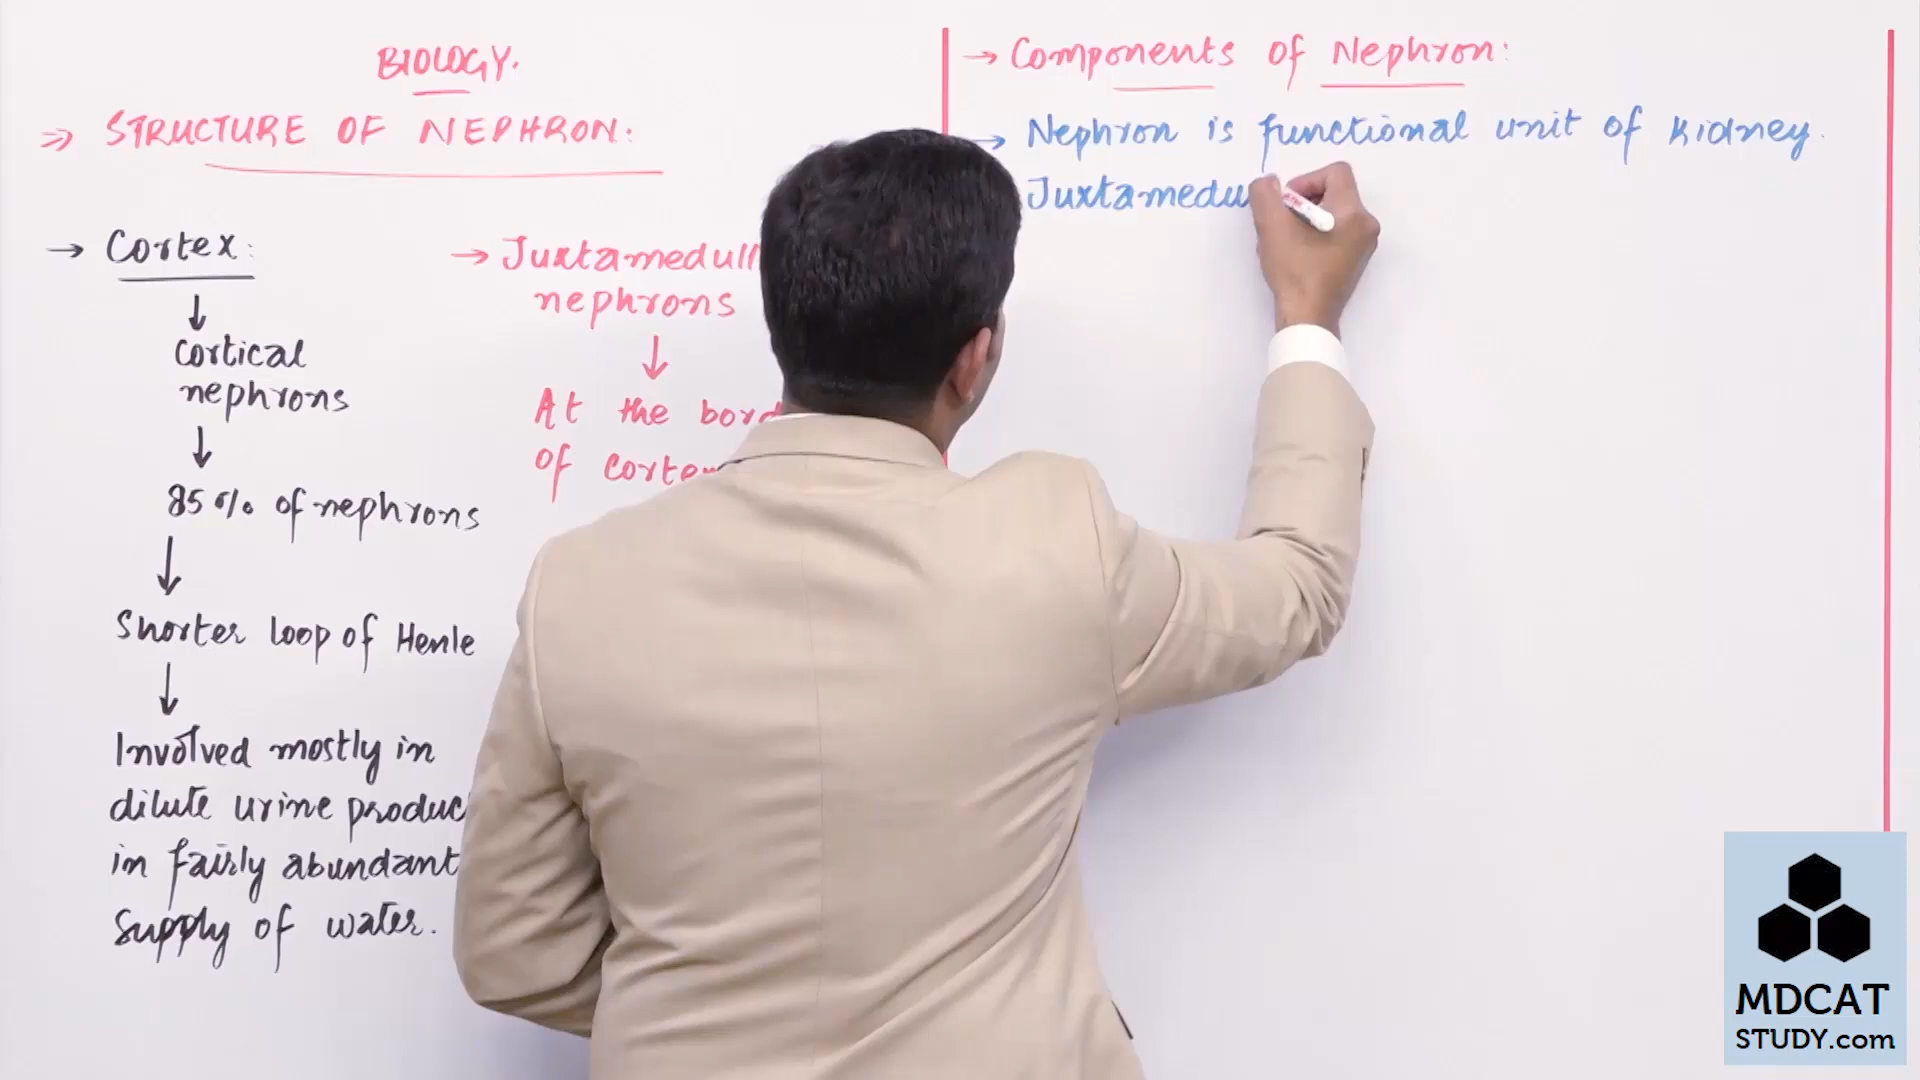 BIOLOGY.
⇒ STRUCTURE OF NEPHRON:
→ Cortex:
↓
Cortical
nephrons
↓
85% of nephrons
↓
Shorter loop of Henle
↓
Involved mostly in
dilute urine produc
in fairly abundant
supply of water.
→ Juxtamedull
nephrons
↓
At the bord
of cortex
→ Components of Nephron:
→ Nephron is functional unit of kidney.
Juxtamedu
MDCAT
STUDY.com